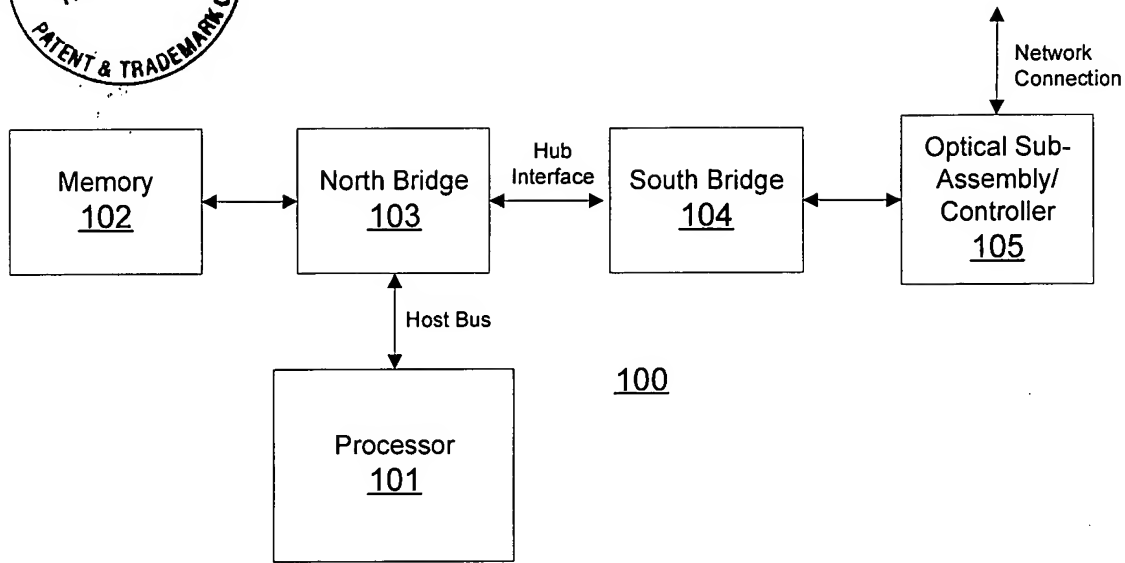 PATENT & TRADEMARK
Network
Connection
Memory
102
North Bridge
103
Hub
Interface
South Bridge
104
Optical Sub-
Assembly/
Controller
105
Host Bus
100
Processor
101